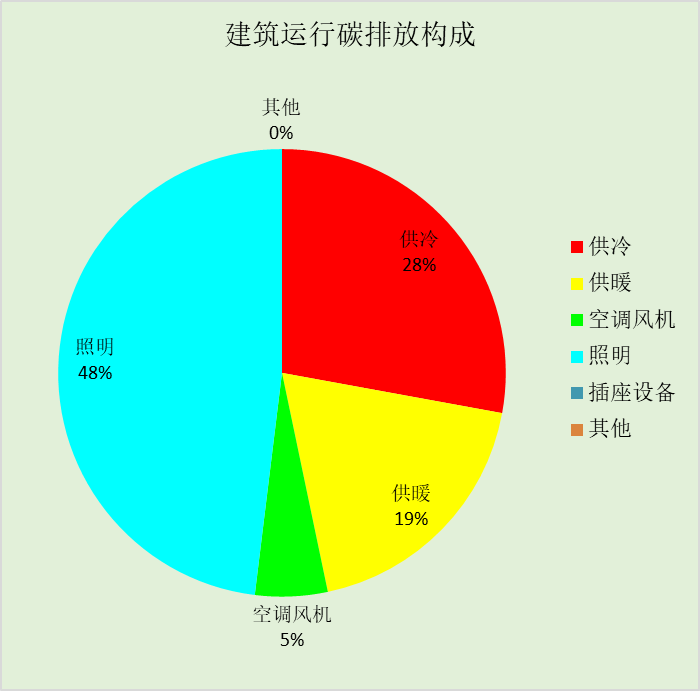 建筑运行碳排放构成
其他
0%
供冷
28%
照明
48%
供暖
19%
空调风机
5%
供冷
供暖
空调风机
照明
插座设备
其他